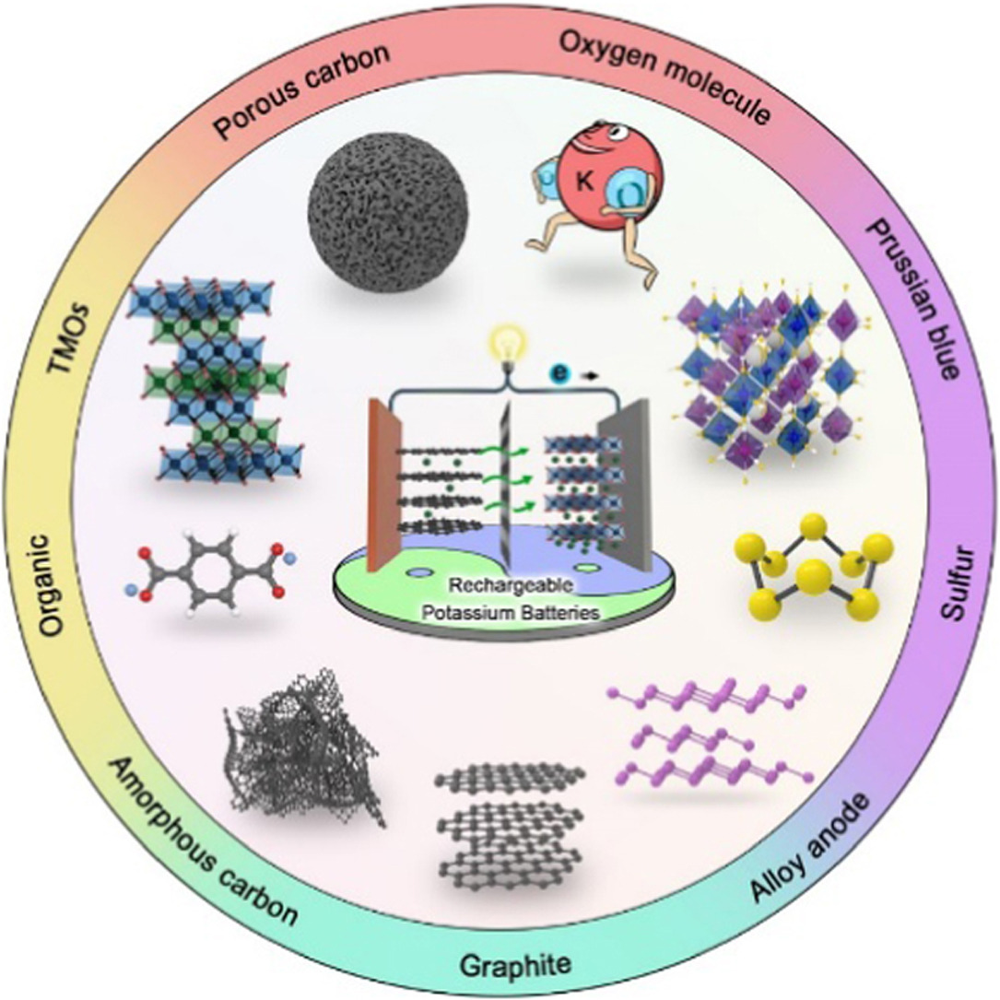 Porous carbon
Oxygen molecule
K
O
O
TMOs
Prussian blue
e
Rechargeable
Potassium Batteries
Organic
Sulfur
Amorphous carbon
Alloy anode
Graphite